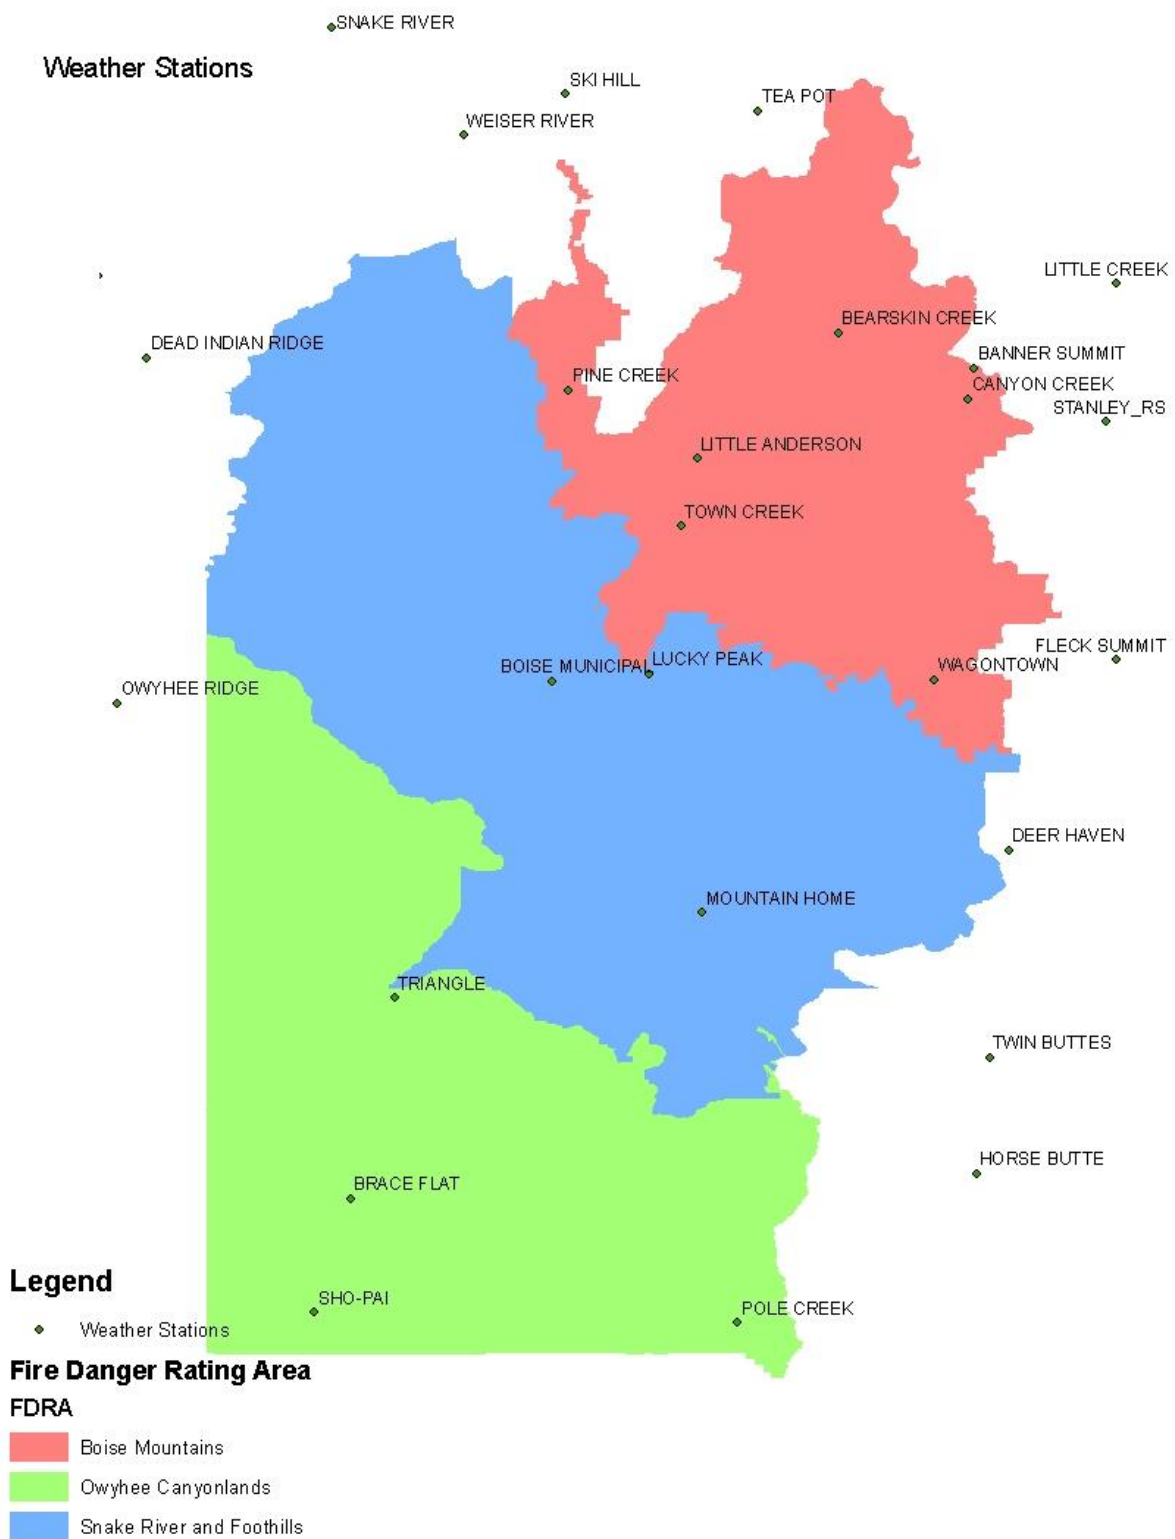 SNAKE RIVER
Weather Stations
SKI HILL
TEA POT
WEISER RIVER
LITTLE CREEK
BEARSKIN CREEK
DEAD INDIAN RIDGE
BANNER SUMMIT
PINE CREEK
CANYON CREEK
STANLEY_RS
LITTLE ANDERSON
TOWN CREEK
FLECK SUMMIT
BOISE MUNICIPAL
LUCKY PEAK
WAGONTOWN
OWYHEE RIDGE
DEER HAVEN
MOUNTAIN HOME
TRIANGLE
TWIN BUTTES
HORSE BUTTE
BRACE FLAT
Legend
SHO-PAI
POLE CREEK
Weather Stations
Fire Danger Rating Area
FDRA
Boise Mountains
Owyhee Canyonlands
Snake River and Foothills